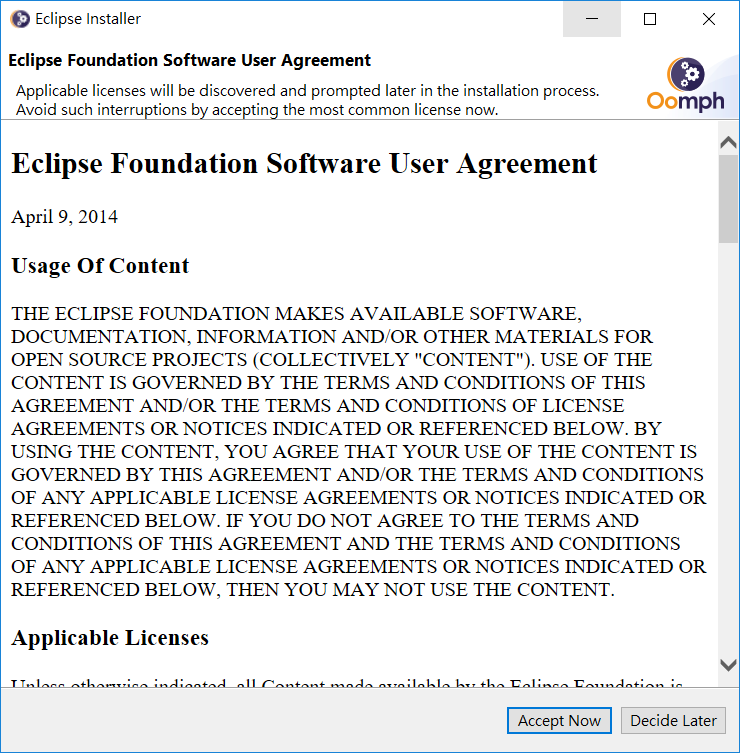 Eclipse Installer
Eclipse Foundation Software User Agreement
Applicable licenses will be discovered and prompted later in the installation process.
Avoid such interruptions by accepting the most common license now.
Oomph
Eclipse Foundation Software User Agreement
April 9, 2014
Usage Of Content
THE ECLIPSE FOUNDATION MAKES AVAILABLE SOFTWARE,
DOCUMENTATION, INFORMATION AND/OR OTHER MATERIALS FOR
OPEN SOURCE PROJECTS (COLLECTIVELY "CONTENT"). USE OF THE
CONTENT IS GOVERNED BY THE TERMS AND CONDITIONS OF THIS
AGREEMENT AND/OR THE TERMS AND CONDITIONS OF LICENSE
AGREEMENTS OR NOTICES INDICATED OR REFERENCED BELOW. BY
USING THE CONTENT, YOU AGREE THAT YOUR USE OF THE CONTENT IS
GOVERNED BY THIS AGREEMENT AND/OR THE TERMS AND CONDITIONS
OF ANY APPLICABLE LICENSE AGREEMENTS OR NOTICES INDICATED OR
REFERENCED BELOW. IF YOU DO NOT AGREE TO THE TERMS AND
CONDITIONS OF THIS AGREEMENT AND THE TERMS AND CONDITIONS
OF ANY APPLICABLE LICENSE AGREEMENTS OR NOTICES INDICATED OR
REFERENCED BELOW, THEN YOU MAY NOT USE THE CONTENT.
Applicable Licenses
Unless otherwise indicated, all Content made available by the Eclipse Foundation is
Accept Now
Decide Later